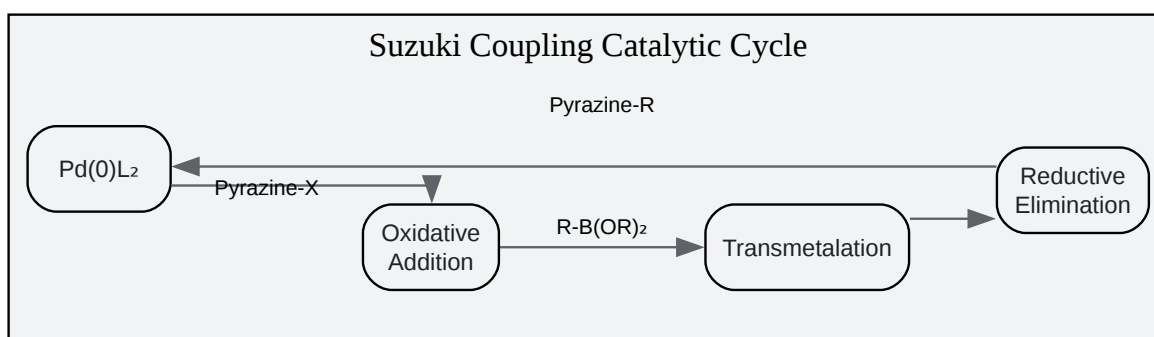 Suzuki Coupling Catalytic Cycle
Pyrazine-R
Pd(0)L₂
Pyrazine-X
Oxidative
Addition
R-B(OR)₂
Transmetalation
Reductive
Elimination